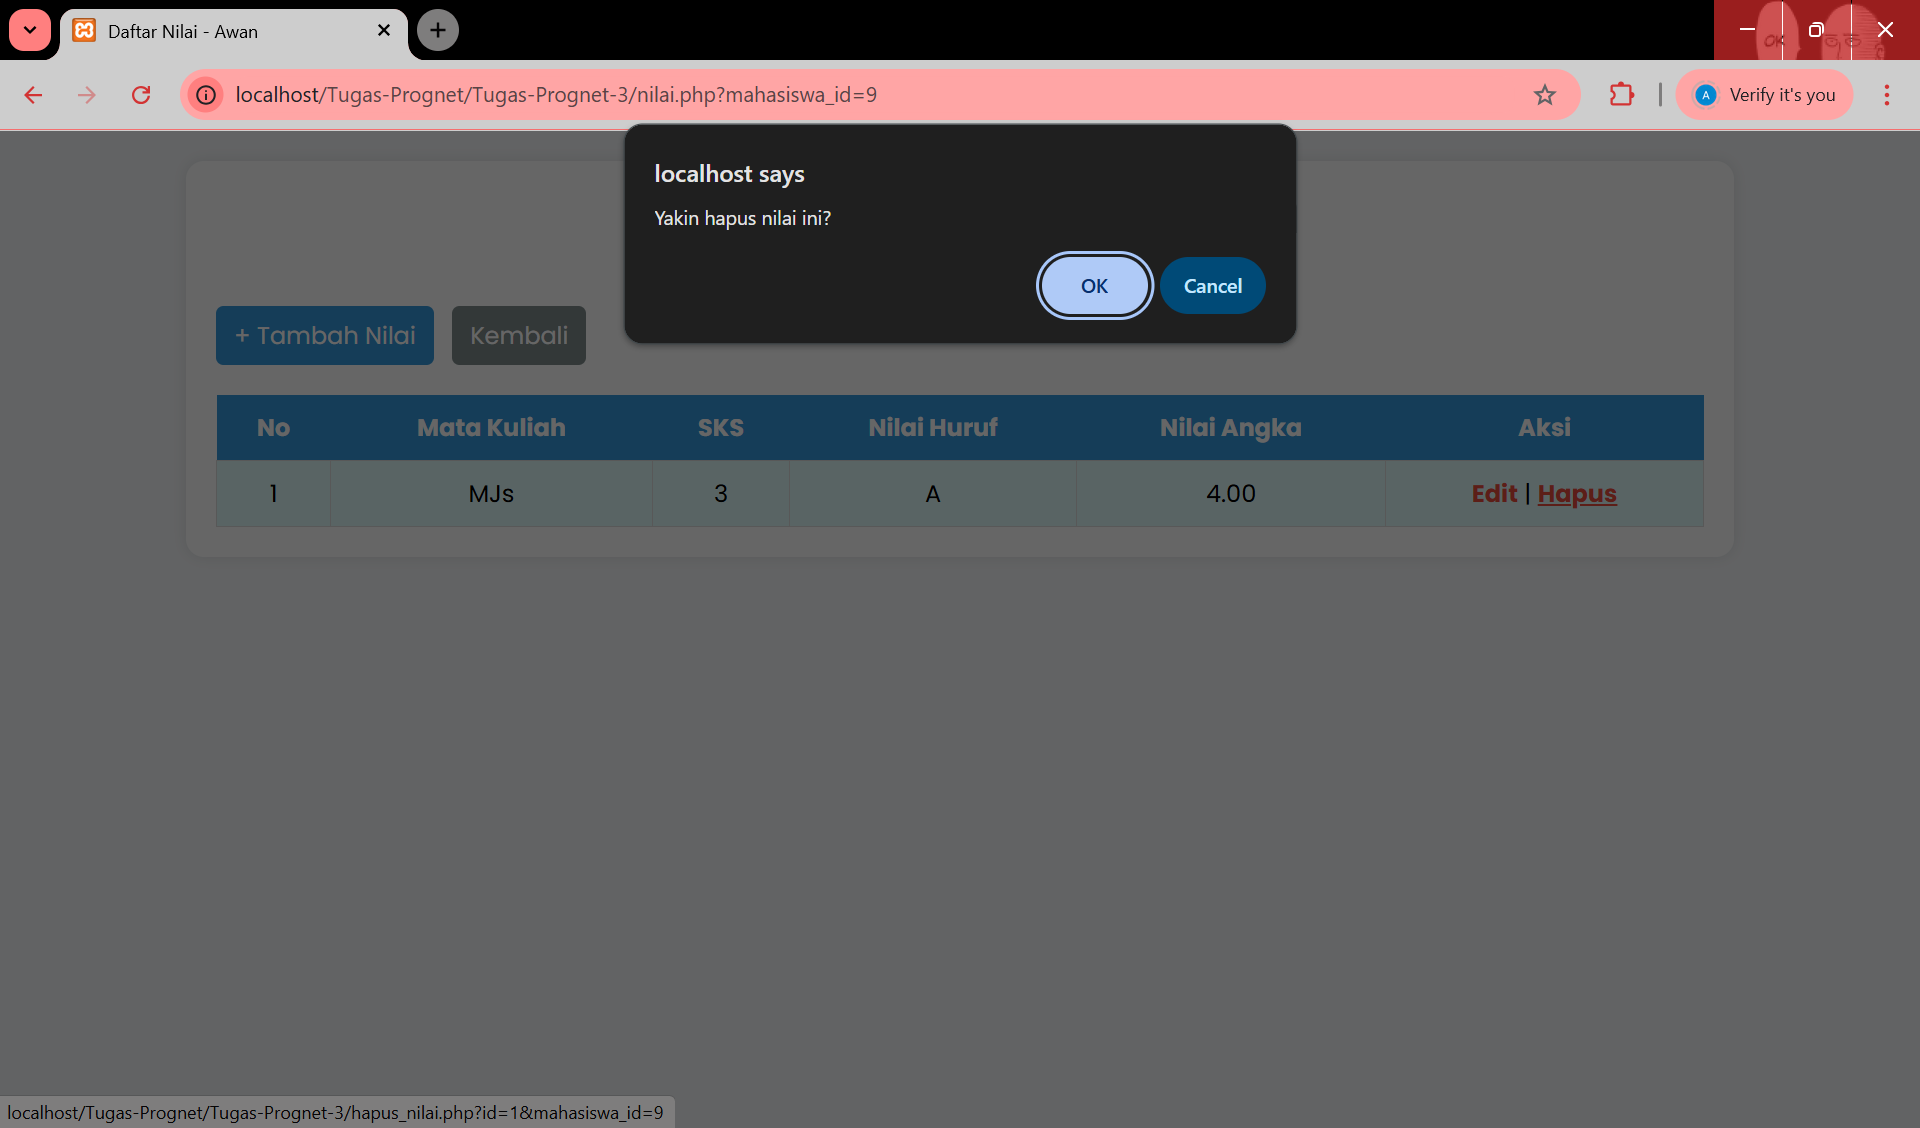 Daftar Nilai - Awan
OK
localhost/Tugas-Prognet/Tugas-Prognet-3/nilai.php?mahasiswa_id=9
A Verify it's you
localhost says
Yakin hapus nilai ini?
OK Cancel
+ Tambah Nilai Kembali
No Mata Kuliah SKS Nilai Huruf Nilai Angka Aksi
1 MJs 3 A 4.00 Edit | Hapus
localhost/Tugas-Prognet/Tugas-Prognet-3/hapus_nilai.php?id=1&mahasiswa_id=9